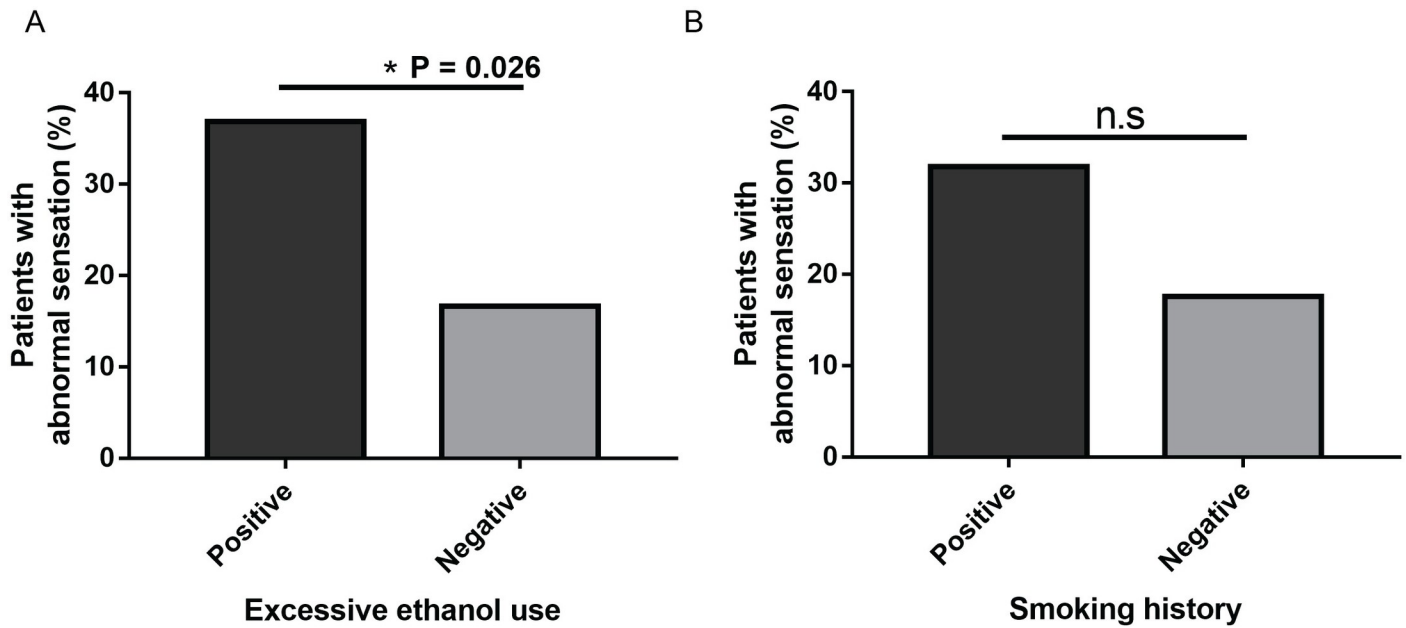 A
* P = 0.026
Patients with
abnormal sensation (%)
40
30
20
10
0
Positive
Negative
Excessive ethanol use
B
n.s
Patients with
abnormal sensation (%)
40
30
20
10
0
Positive
Negative
Smoking history